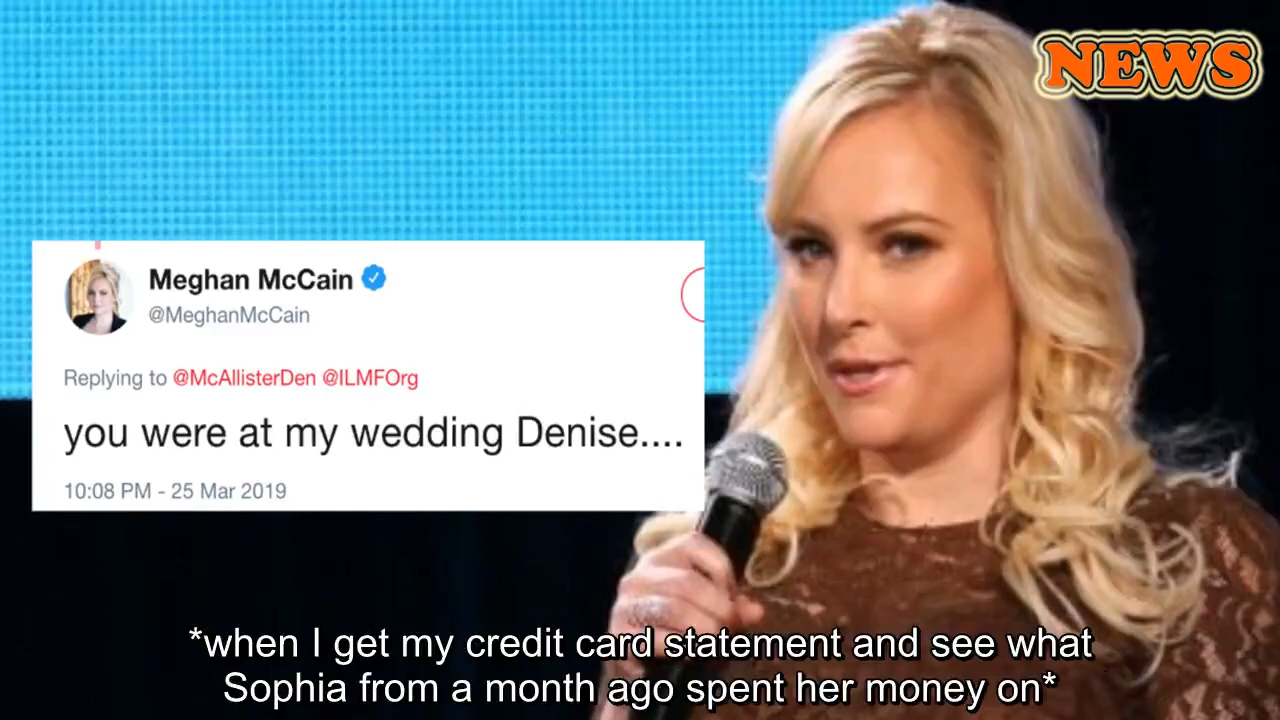 NEWS
Meghan McCain
@MeghanMcCain
Replying to @McAllisterDen @ILMFOrg
you were at my wedding Denise....
10:08 PM - 25 Mar 2019
*when I get my credit card statement and see what
Sophia from a month ago spent her money on*